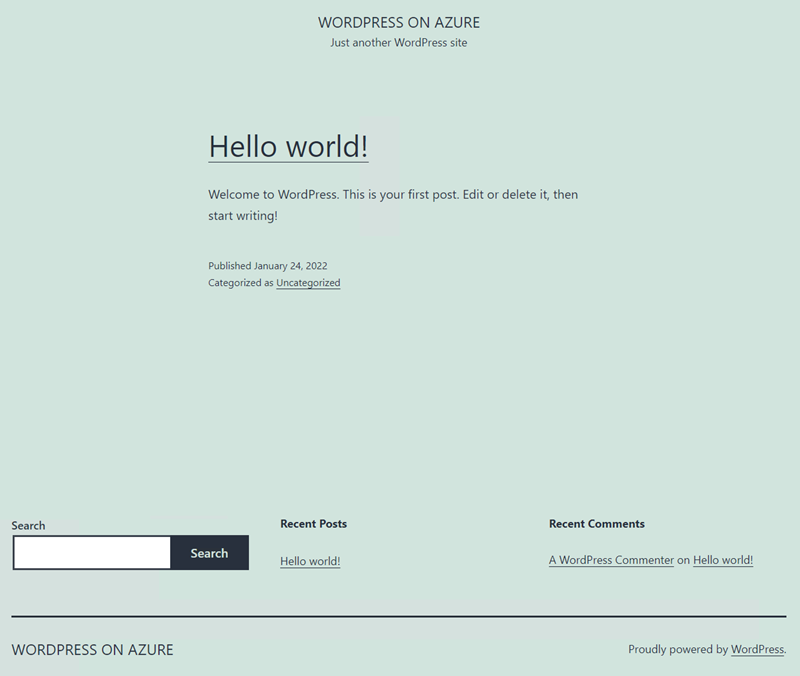 WORDPRESS ON AZURE
Just another WordPress site
Hello world!
Welcome to WordPress. This is your first post. Edit or delete it, then
start writing!
Published January 24, 2022
Categorized as Uncategorized
Search
Search
Recent Posts
Hello world!
Recent Comments
A WordPress Commenter on Hello world!
WORDPRESS ON AZURE
Proudly powered by WordPress.